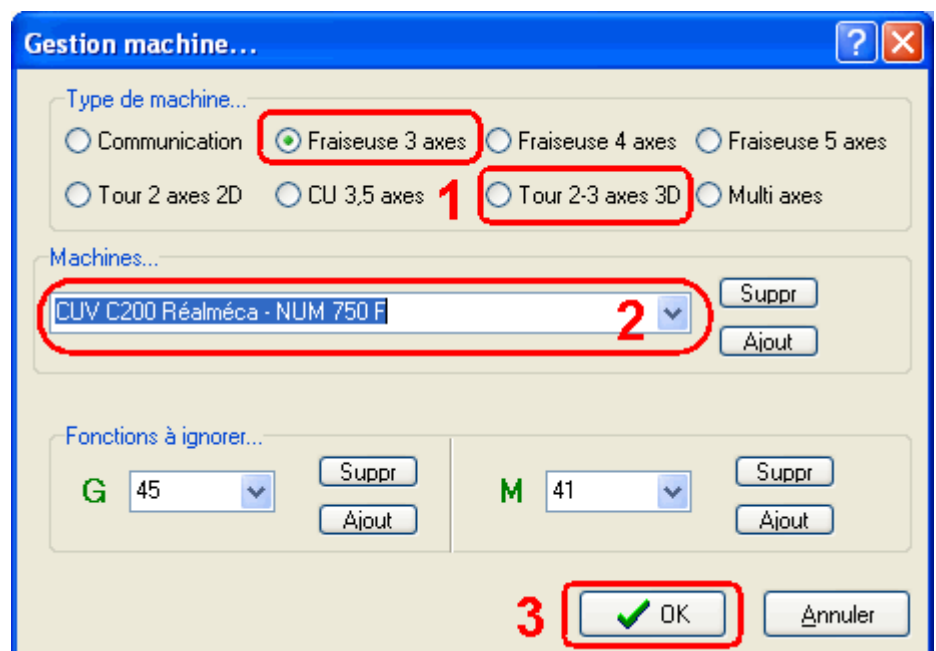 Gestion machine...
Type de machine...
Communication Fraiseuse 3 axes Fraiseuse 4 axes Fraiseuse 5 axes
Tour 2 axes 2D CU 3,5 axes 1 Tour 2-3 axes 3D Multi axes
Machines...
CUV C200 Réalméca - NUM 750 F 2 Suppr
Ajout
Fonctions à ignorer...
G 45 Suppr M 41 Suppr
Ajout Ajout
3 OK Annuler